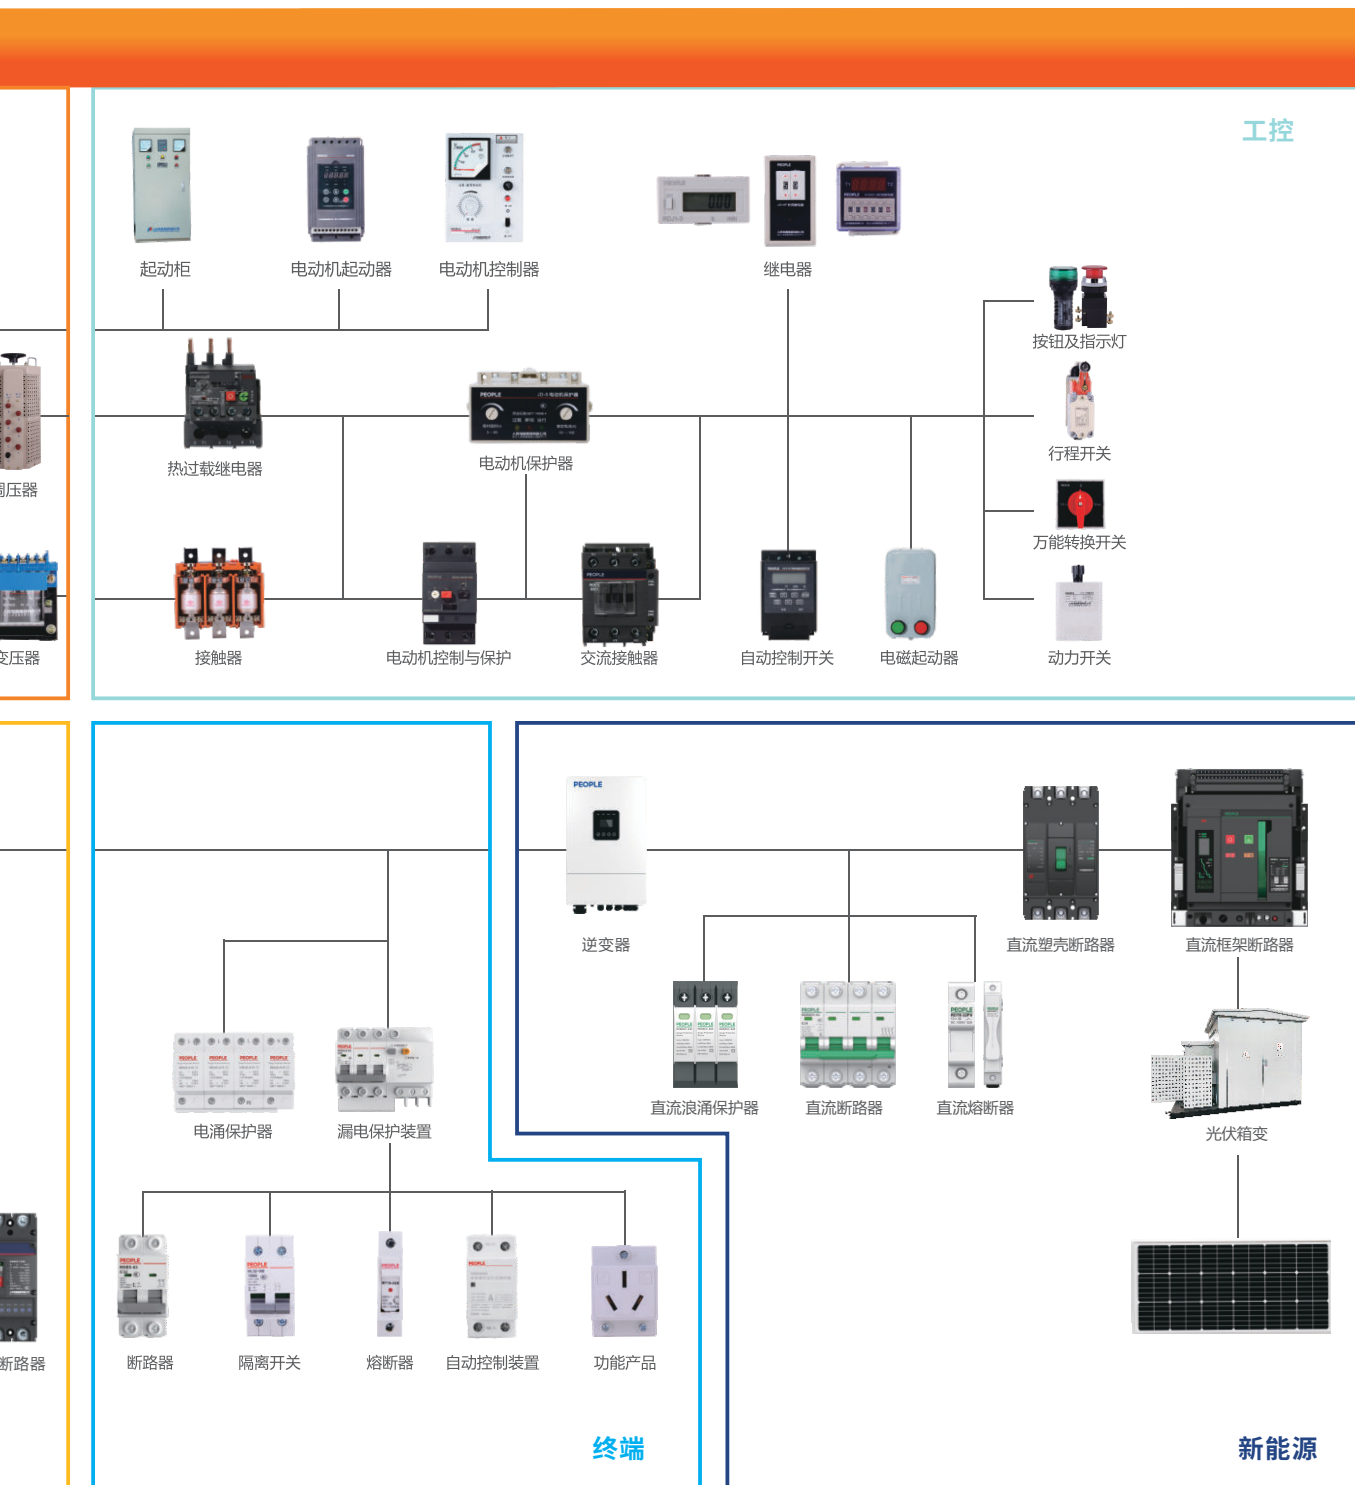 工控
起动柜
电动机起动器
电动机控制器
继电器
按钮及指示灯
热过载继电器
电动机保护器
行程开关
调压器
万能转换开关
变压器
接触器
电动机控制与保护
交流接触器
自动控制开关
电磁起动器
动力开关
PEOPLE
逆变器
直流塑壳断路器
直流框架断路器
直流浪涌保护器
直流断路器
直流熔断器
电涌保护器
漏电保护装置
光伏箱变
断路器
断路器
隔离开关
熔断器
自动控制装置
功能产品
终端
新能源